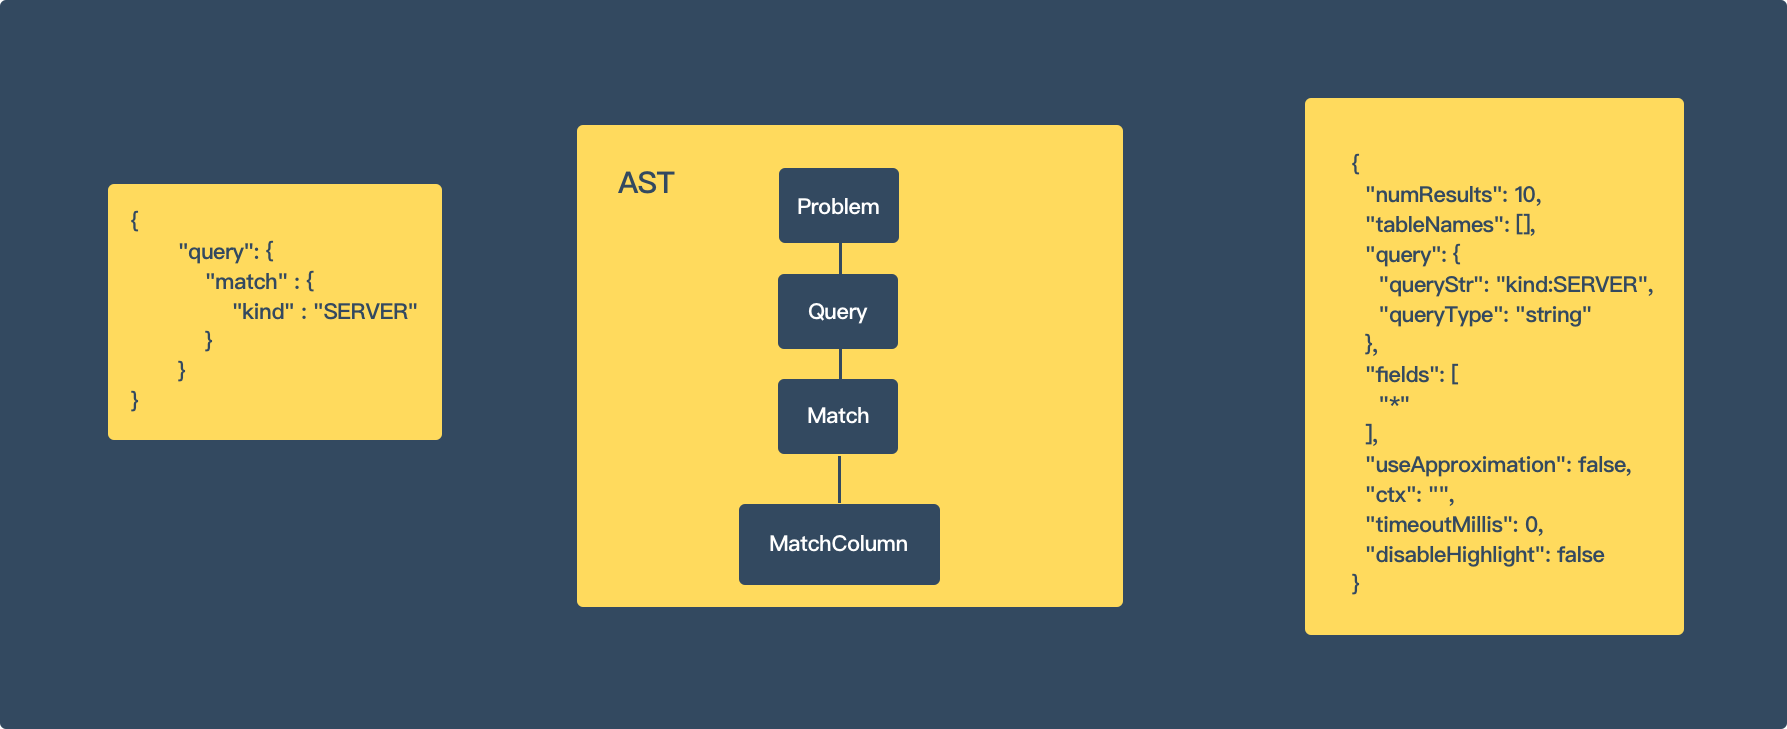 {
"query": {
"match" : {
"kind" : "SERVER"
}
}
}
AST
Problem
Query
Match
MatchColumn
{
"numResults": 10,
"tableNames": [],
"query": {
"queryStr": "kind:SERVER",
"queryType": "string"
},
"fields": [
"*"
],
"useApproximation": false,
"ctx": "",
"timeoutMillis": 0,
"disableHighlight": false
}